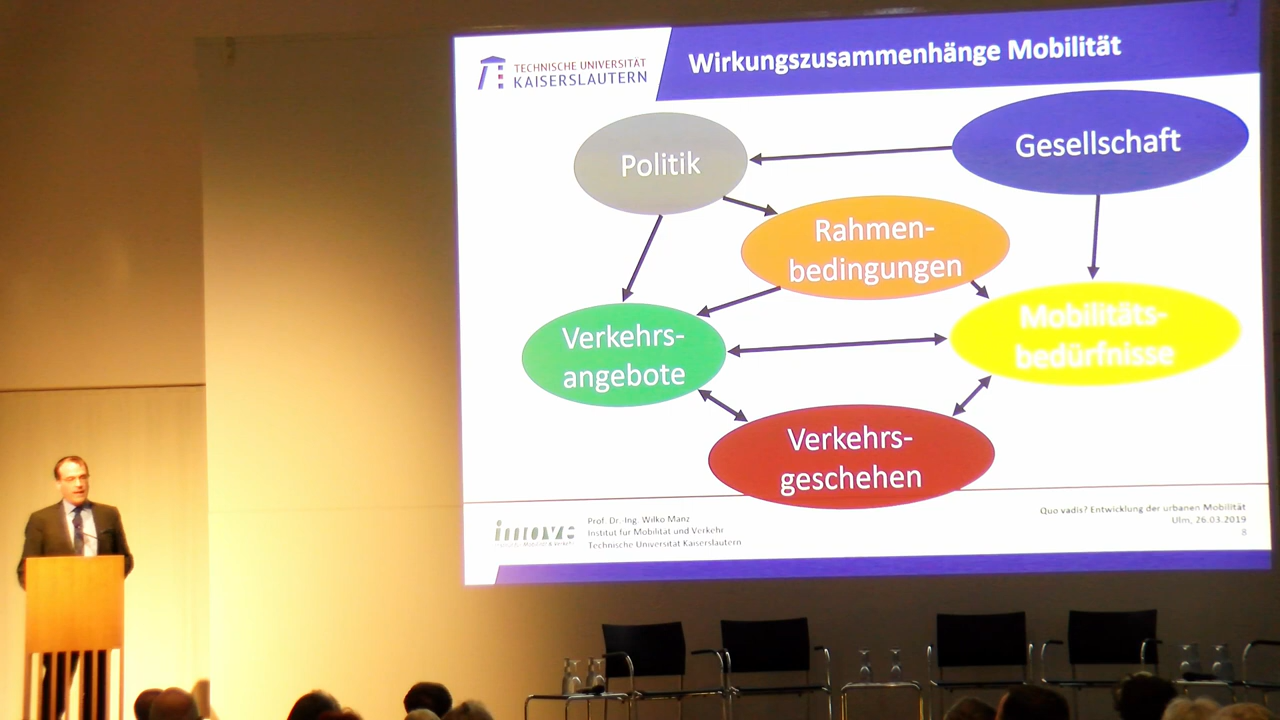 TECHNISCHE UNIVERSITÄT
KAISERSLAUTERN
Wirkungszusammenhänge Mobilität
Politik
Gesellschaft
Rahmen-
bedingungen
Verkehrs-
angebote
Mobilitäts-
bedürfnisse
Verkehrs-
geschehen
imove
Prof. Dr.-Ing. Wilko Manz
Institut für Mobilität und Verkehr
Technische Universität Kaiserslautern
Quo vadis? Entwicklung der urbanen Mobilität
Ulm, 26.03.2019
8